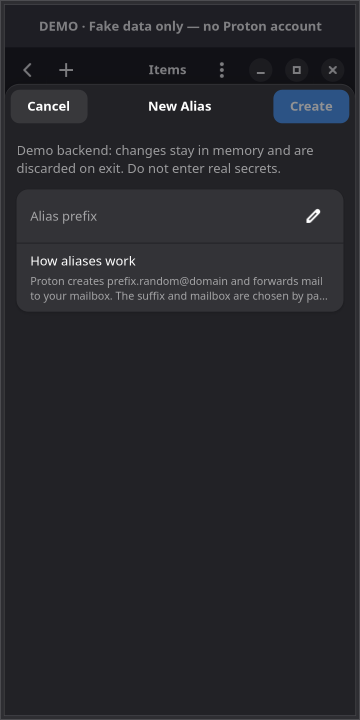 DEMO · Fake data only — no Proton account
Items
Cancel
New Alias
Create
Demo backend: changes stay in memory and are
discarded on exit. Do not enter real secrets.
Alias prefix
How aliases work
Proton creates prefix.random@domain and forwards mail
to your mailbox. The suffix and mailbox are chosen by pa...